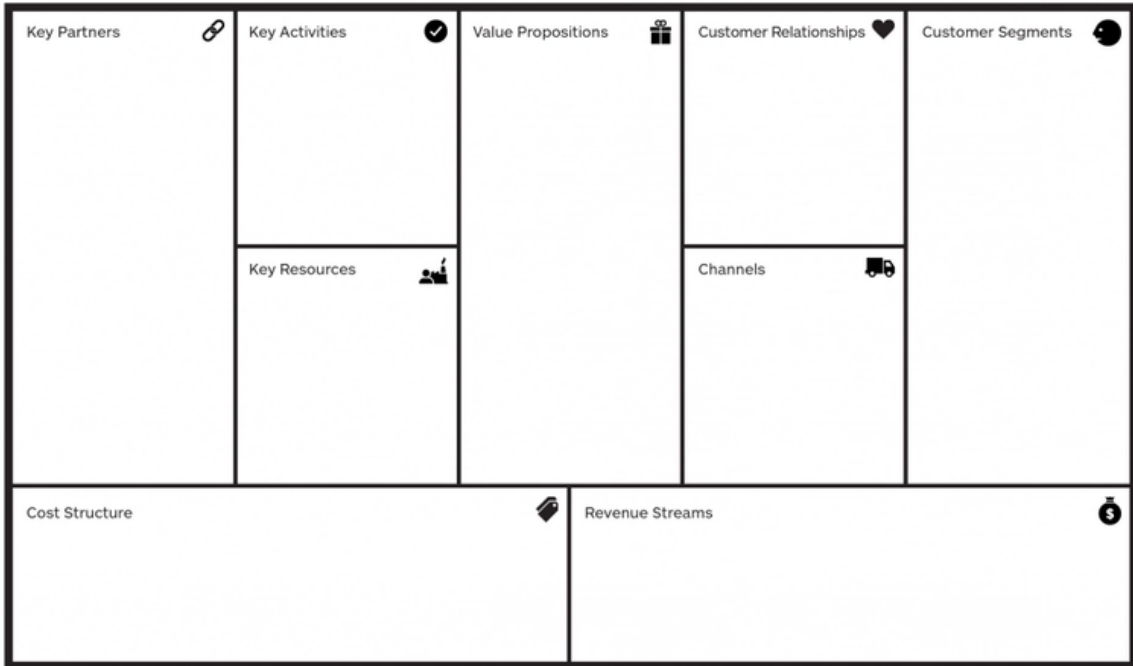 Key Partners
Key Activities
Value Propositions
Customer Relationships
Customer Segments
Key Resources
Channels
Cost Structure
Revenue Streams
$